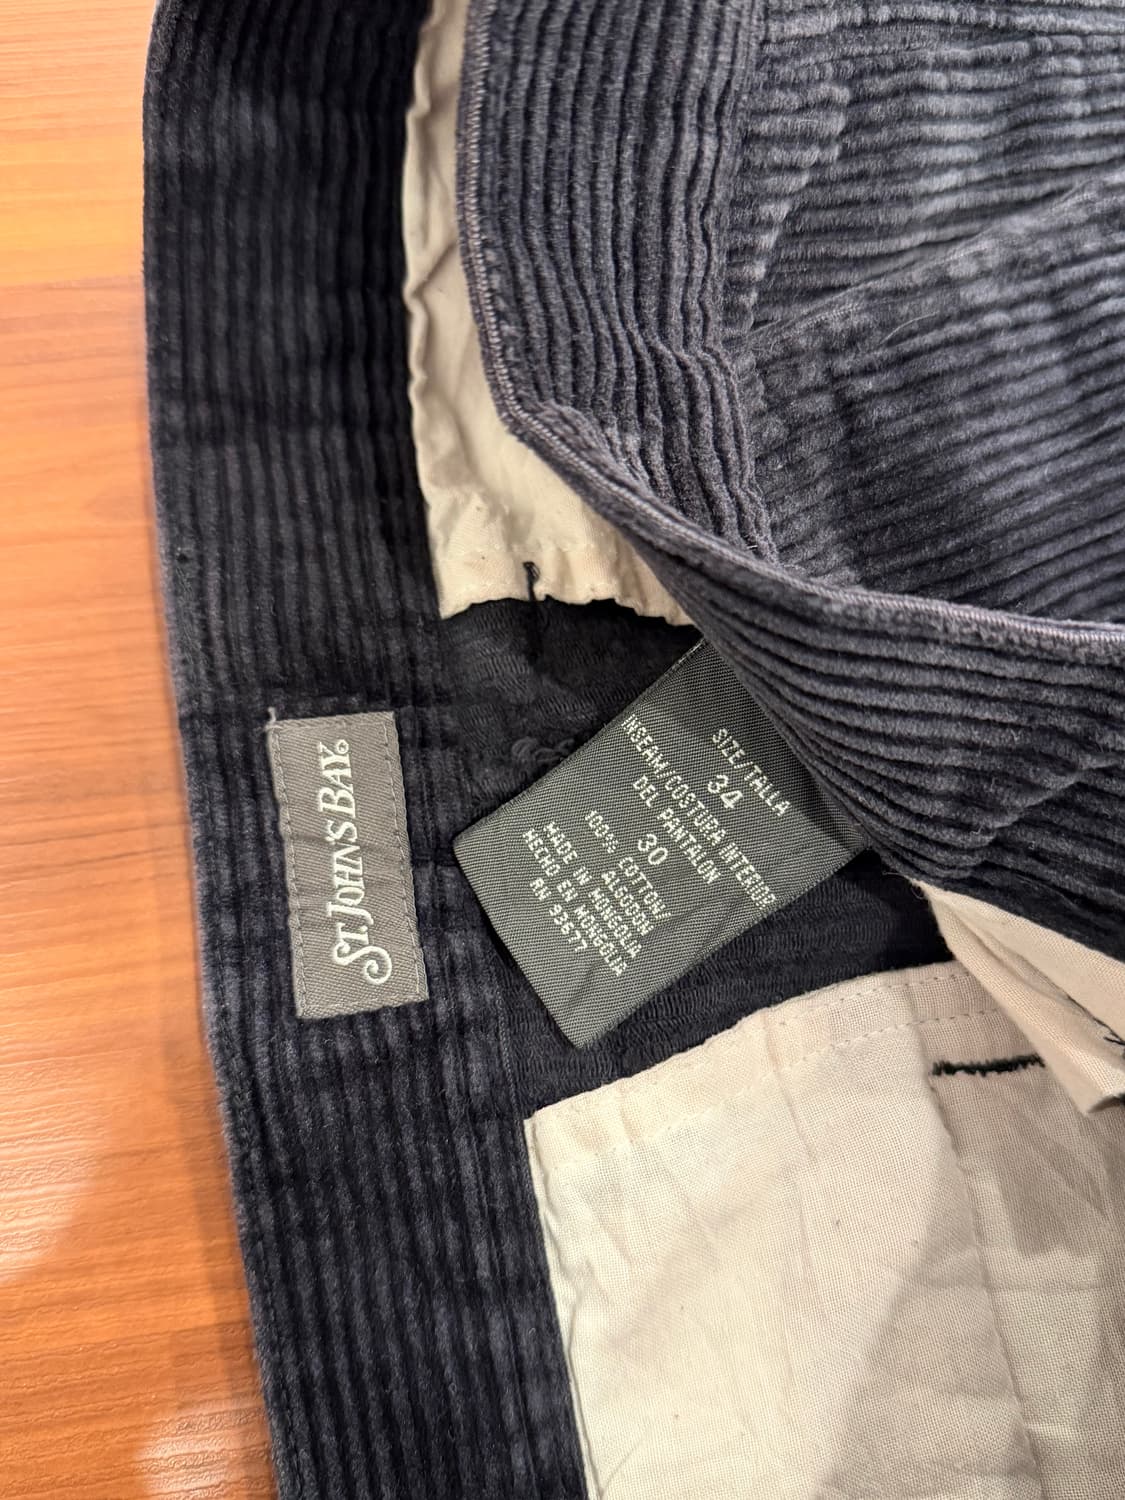 ST. JOHN'S BAY®
SIZE/TALLA
34
INSEAM/COSTURA INTERIOR
DEL PANTALON
30
100% COTTON/
ALGODON
MADE IN MONGOLIA
HECHO EN MONGOLIA
RN 93677